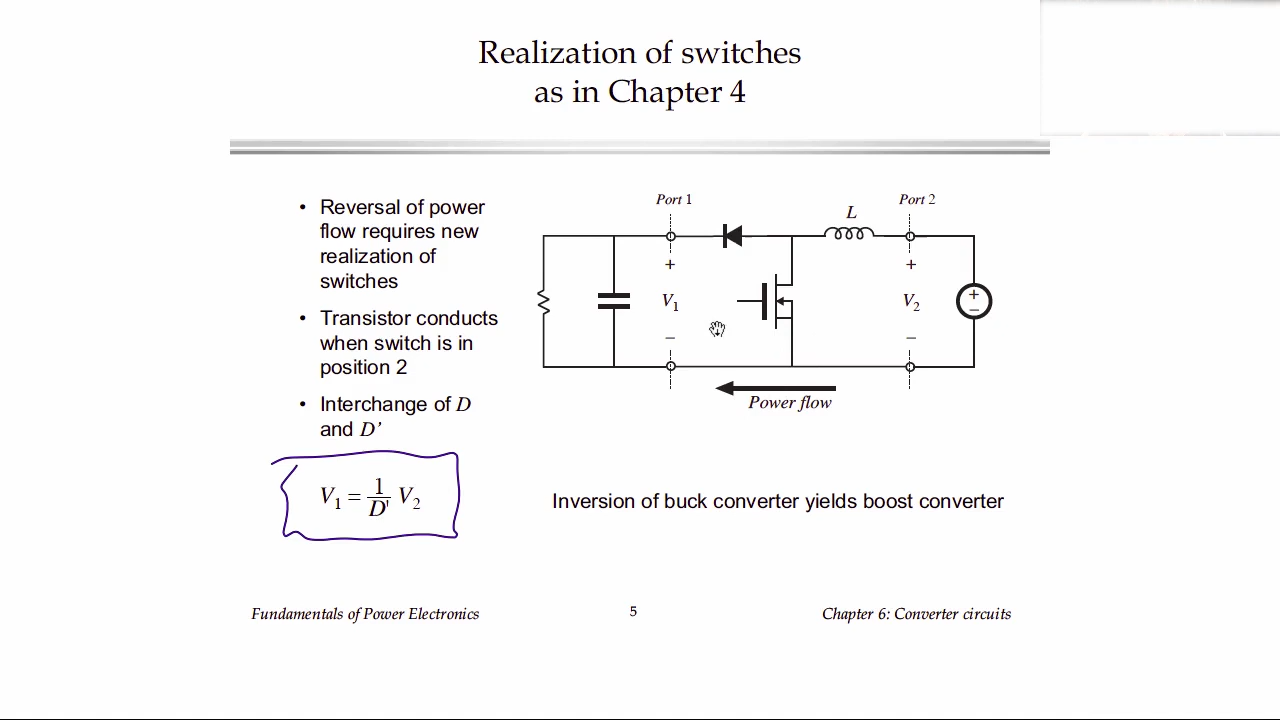 Realization of switches
as in Chapter 4
• Reversal of power
flow requires new
realization of
switches
• Transistor conducts
when switch is in
position 2
• Interchange of D
and D’
V1 = 1/D' V2
Port 1
L
Port 2
+
V1
–
+
V2
–
+
–
Power flow
Inversion of buck converter yields boost converter
Fundamentals of Power Electronics
5
Chapter 6: Converter circuits